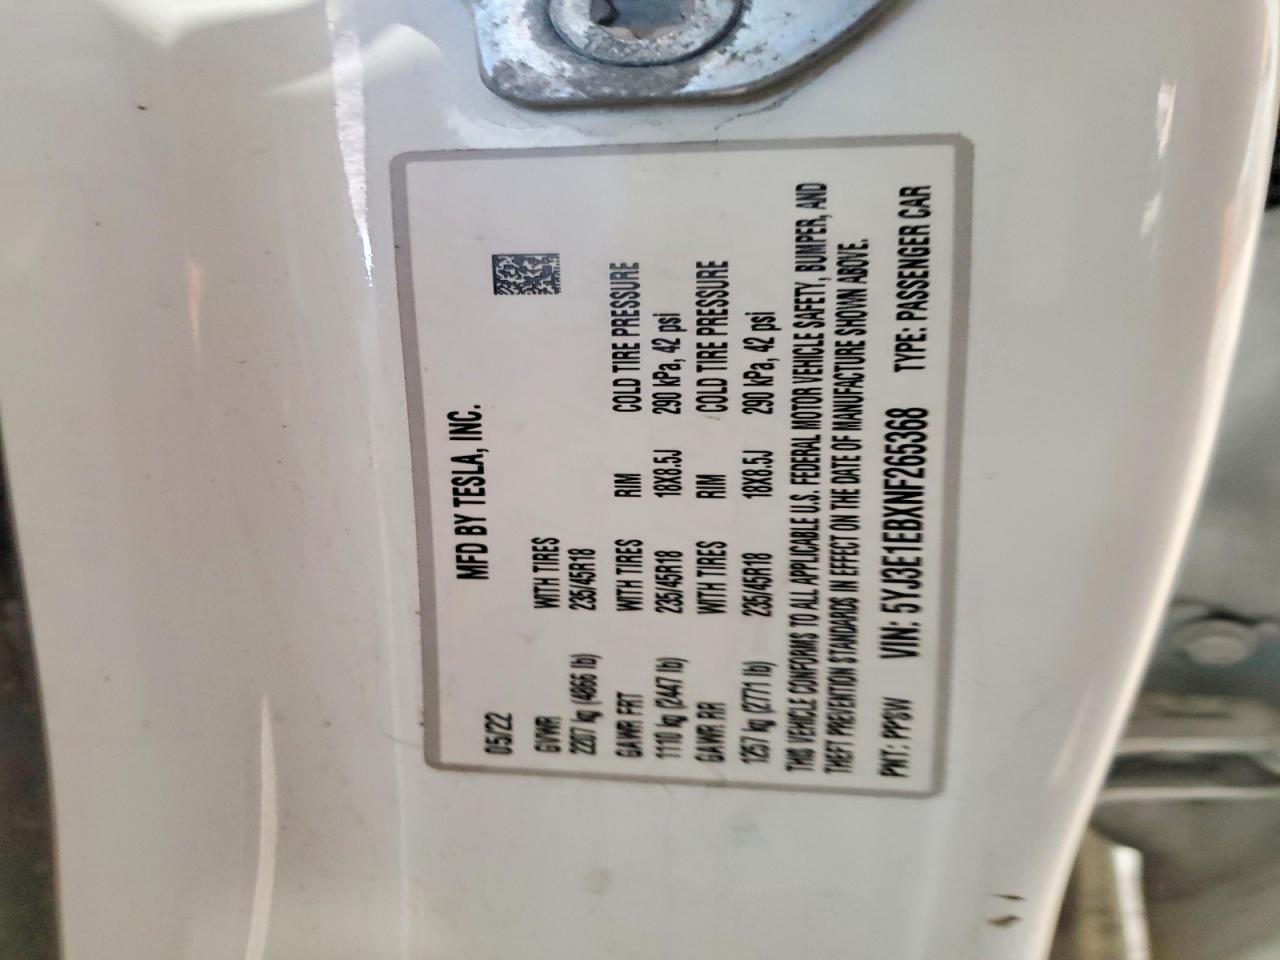 MFD BY TESLA, INC.
05/22
GVWR WITH TIRES
2207 kg (4866 lb) 235/45R18
GAWR FRT WITH TIRES RIM COLD TIRE PRESSURE
1110 kg (2447 lb) 235/45R18 18X8.5J 290 kPa, 42 psi
GAWR RR WITH TIRES RIM COLD TIRE PRESSURE
1257 kg (2771 lb) 235/45R18 18X8.5J 290 kPa, 42 psi
THIS VEHICLE CONFORMS TO ALL APPLICABLE U.S. FEDERAL MOTOR VEHICLE SAFETY, BUMPER, AND
THEFT PREVENTION STANDARDS IN EFFECT ON THE DATE OF MANUFACTURE SHOWN ABOVE.
PNT: PPSW VIN: 5YJ3E1EBXNF265368 TYPE: PASSENGER CAR